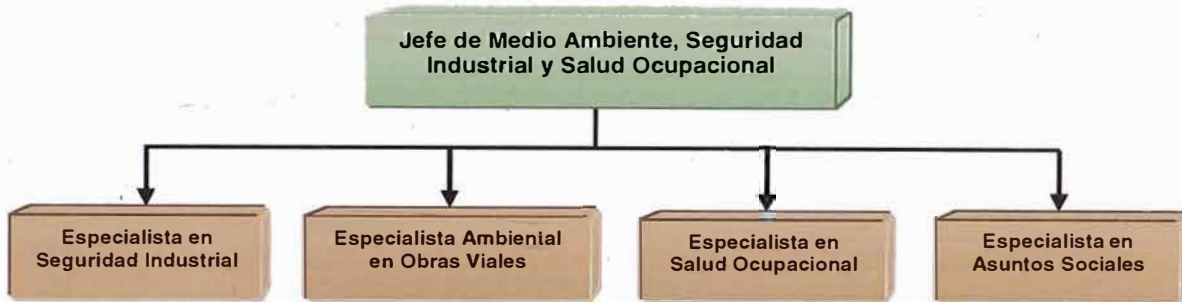 Jefe de Medio Ambiente, Seguridad
Industrial y Salud Ocupacional
Especialista en
Seguridad Industrial
Especialista Ambiental
en Obras Viales
Especialista en
Salud Ocupacional
Especialista en
Asuntos Sociales